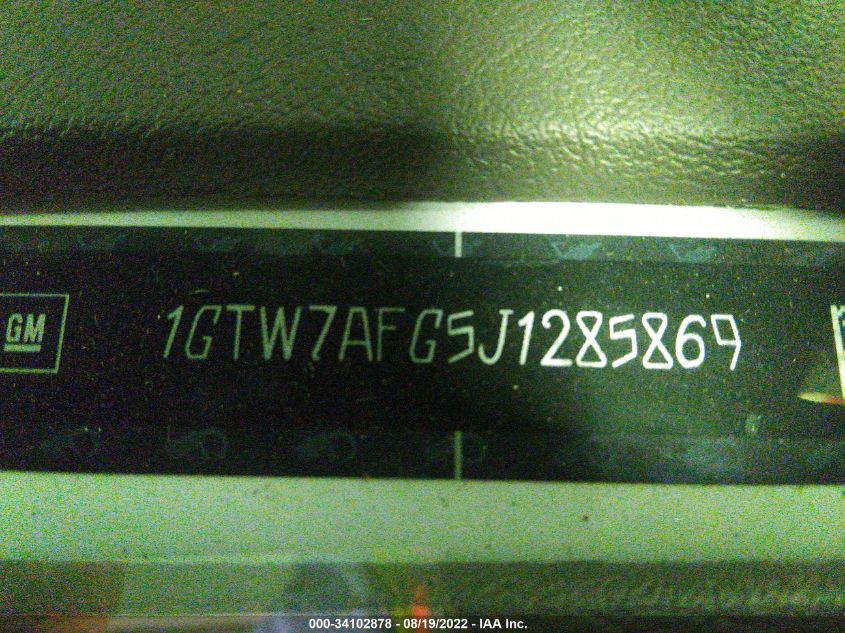 GM
1GTW7AFG5J1285869
000-34102878 - 08/19/2022 - IAA Inc.